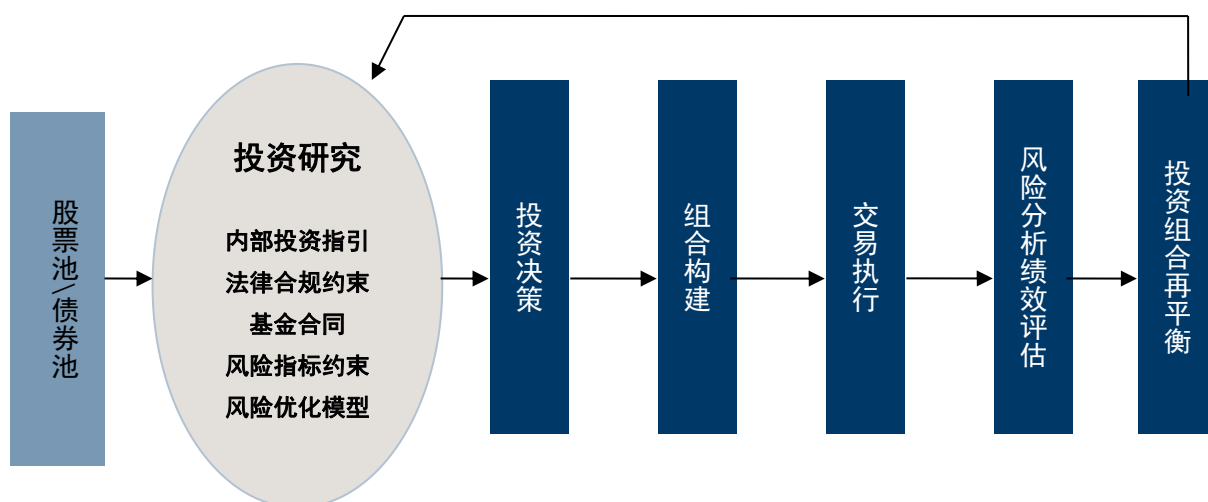 股票池\债券池
投资研究
内部投资指引
法律合规约束
基金合同
风险指标约束
风险优化模型
投资决策
组合构建
交易执行
风险分析绩效评估
投资组合再平衡